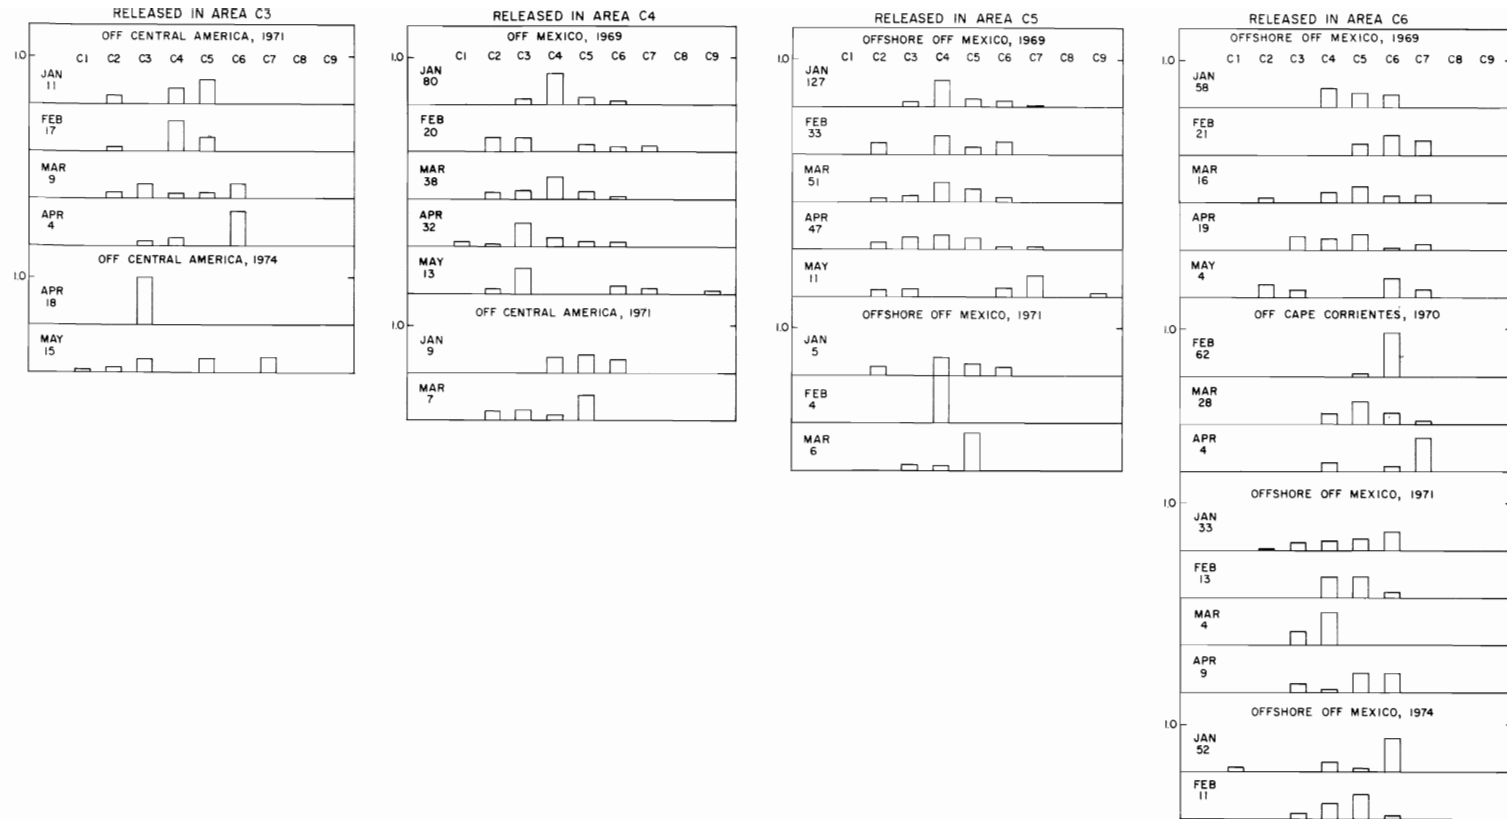 RELEASED IN AREA C3
OFF CENTRAL AMERICA, 1971
1.0
C1 C2 C3 C4 C5 C6 C7 C8 C9
JAN
11
FEB
17
MAR
9
APR
4
OFF CENTRAL AMERICA, 1974
1.0
APR
18
MAY
15
RELEASED IN AREA C4
OFF MEXICO, 1969
1.0
C1 C2 C3 C4 C5 C6 C7 C8 C9
JAN
80
FEB
20
MAR
38
APR
32
MAY
13
OFF CENTRAL AMERICA, 1971
1.0
JAN
9
MAR
7
RELEASED IN AREA C5
OFFSHORE OFF MEXICO, 1969
1.0
C1 C2 C3 C4 C5 C6 C7 C8 C9
JAN
127
FEB
33
MAR
51
APR
47
MAY
11
OFFSHORE OFF MEXICO, 1971
1.0
JAN
5
FEB
4
MAR
6
RELEASED IN AREA C6
OFFSHORE OFF MEXICO, 1969
1.0
C1 C2 C3 C4 C5 C6 C7 C8 C9
JAN
58
FEB
21
MAR
16
APR
19
MAY
4
OFF CAPE CORRIENTES, 1970
1.0
FEB
62
MAR
28
APR
4
OFFSHORE OFF MEXICO, 1971
1.0
JAN
33
FEB
13
MAR
4
APR
9
OFFSHORE OFF MEXICO, 1974
1.0
JAN
52
FEB
11